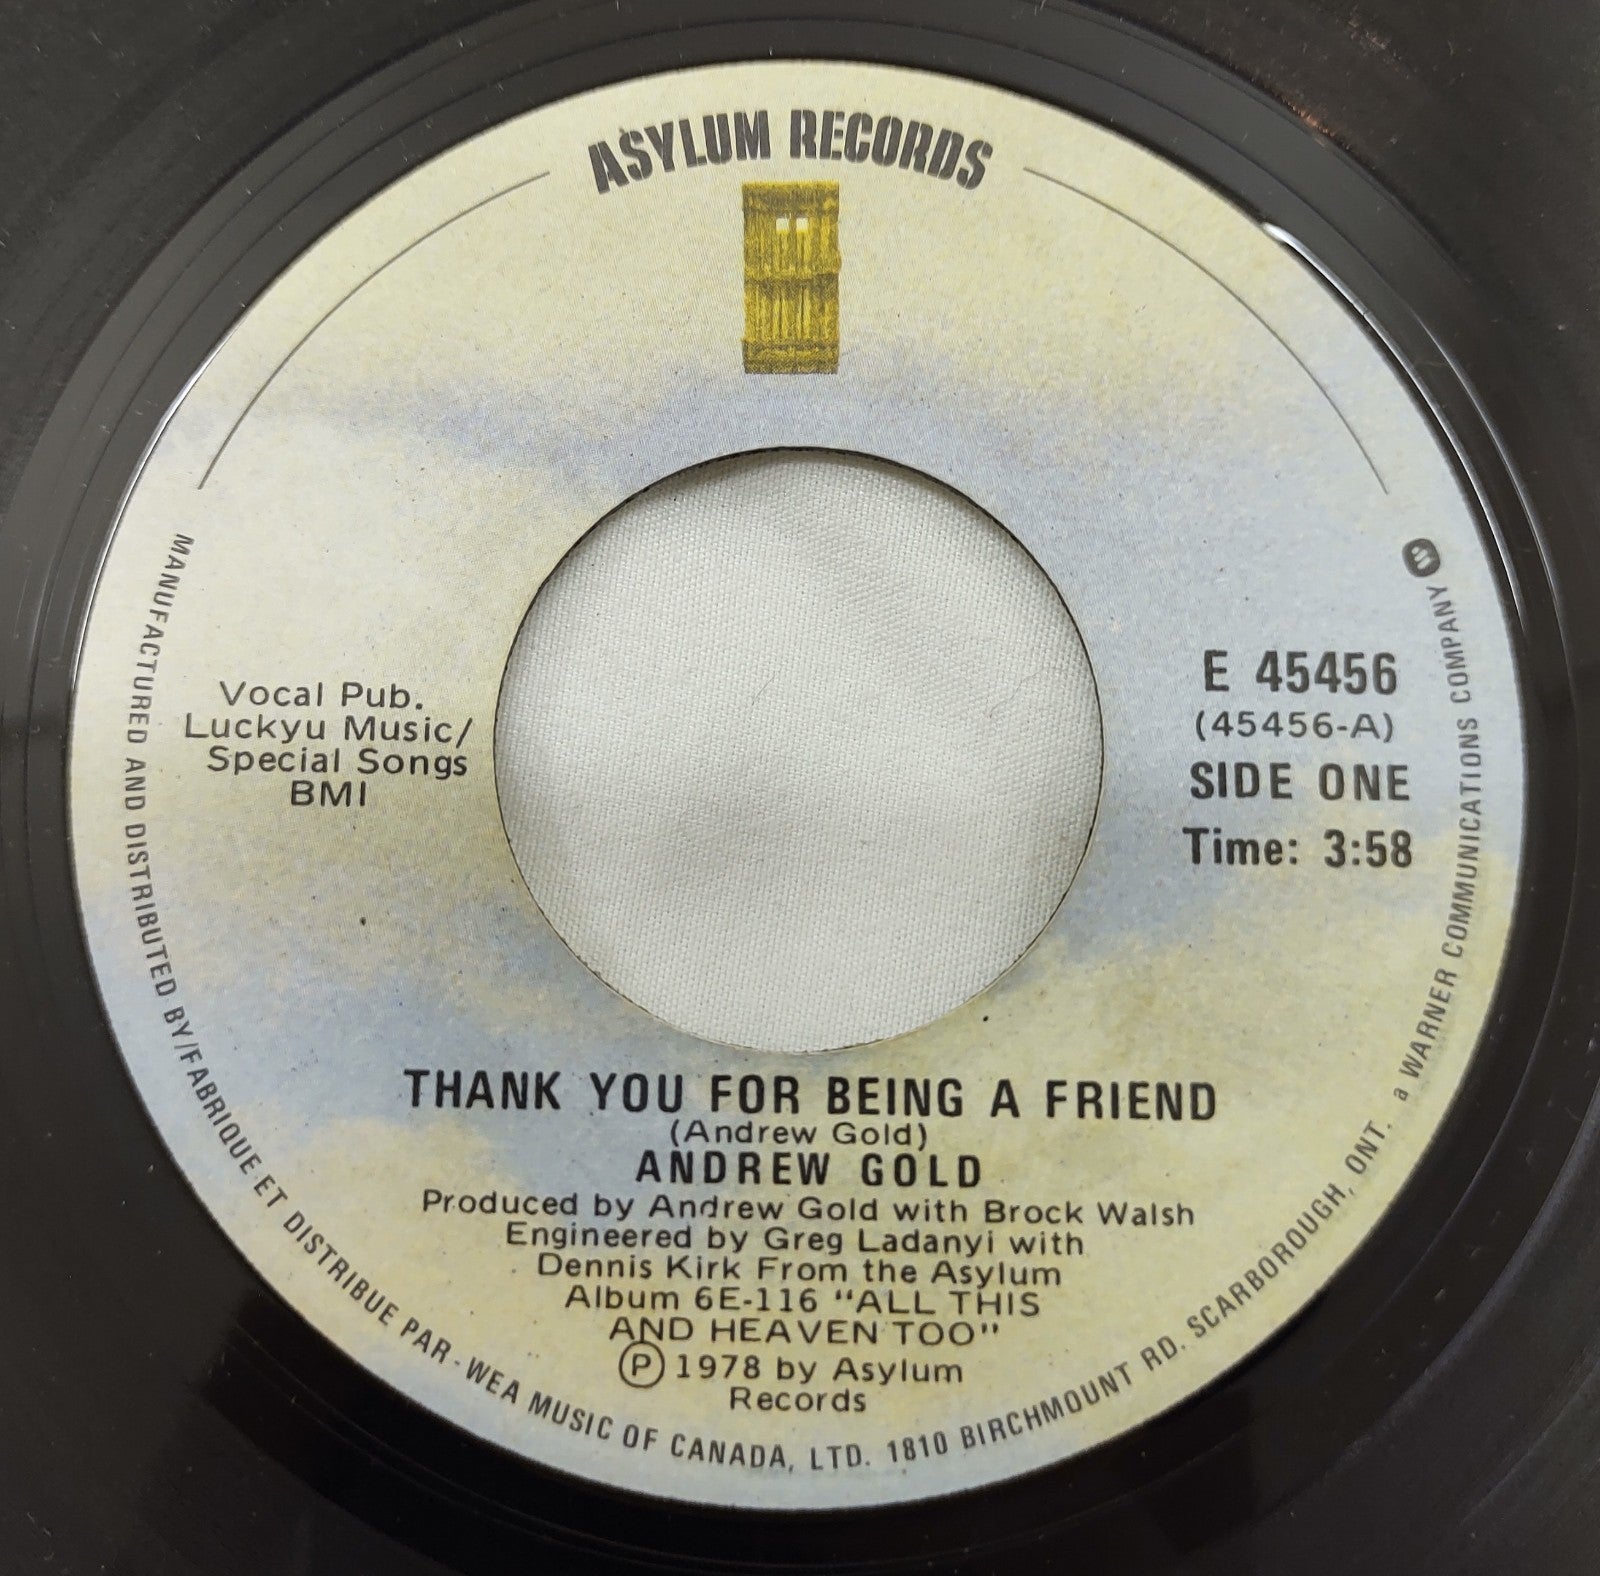 ASYLUM RECORDS
Vocal Pub.
Luckyu Music/
Special Songs
BMI
E 45456
(45456-A)
SIDE ONE
Time: 3:58
THANK YOU FOR BEING A FRIEND
(Andrew Gold)
ANDREW GOLD
Produced by Andrew Gold with Brock Walsh
Engineered by Greg Ladanyi with
Dennis Kirk From the Asylum
Album 6E-116 "ALL THIS
AND HEAVEN TOO"
Ⓟ 1978 by Asylum
Records
MANUFACTURED AND DISTRIBUTED BY/FABRIQUE ET DISTRIBUE PAR - WEA MUSIC OF CANADA, LTD. 1810 BIRCHMOUNT RD. SCARBOROUGH, ONT. a WARNER COMMUNICATIONS COMPANY